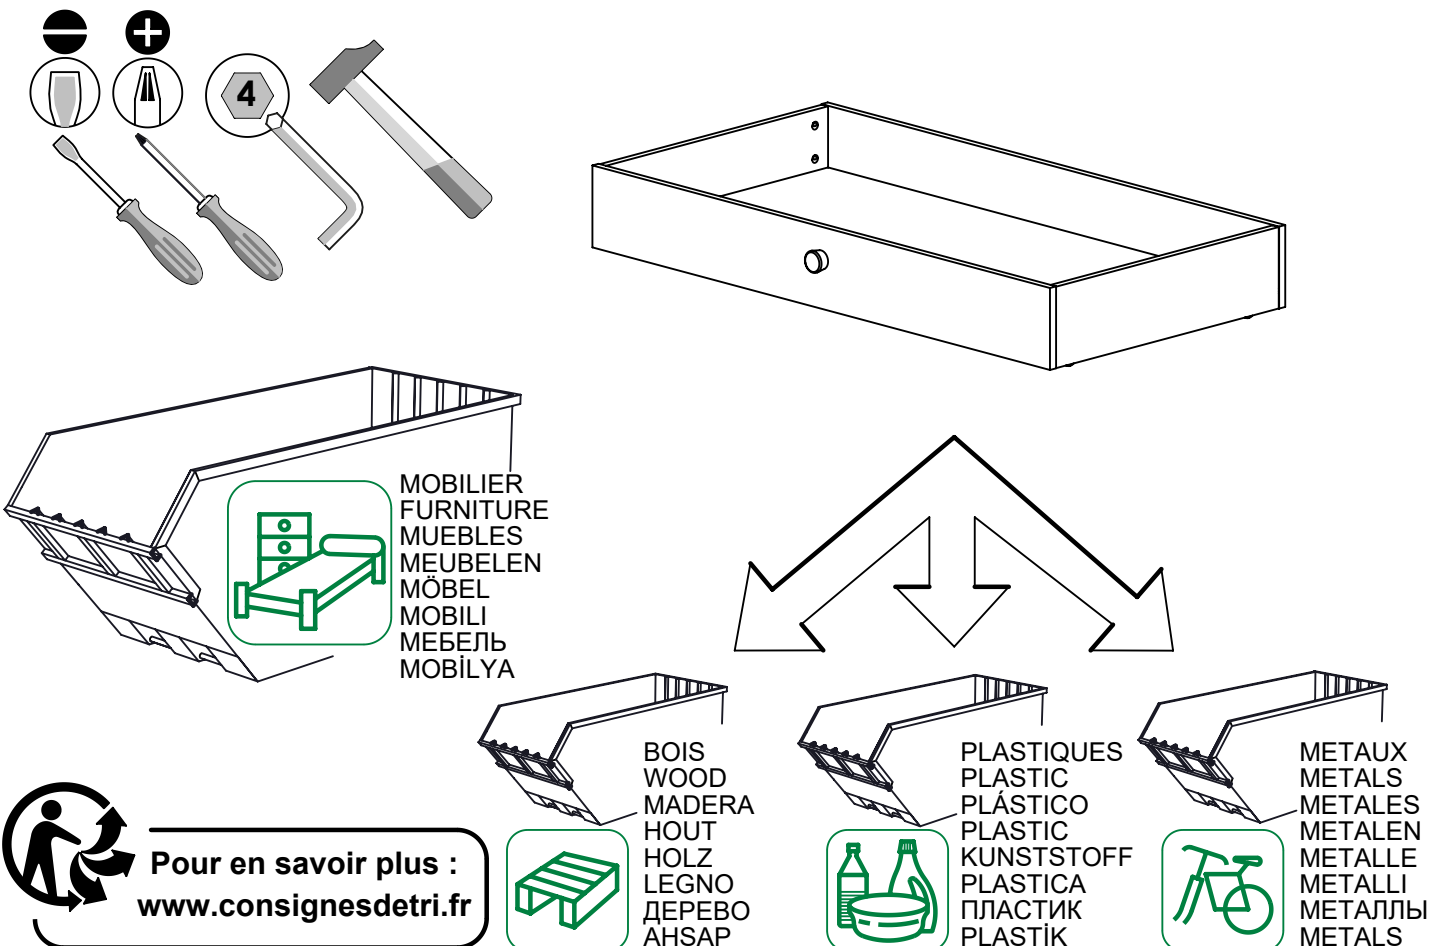 4
MOBILIER
FURNITURE
MUEBLES
MEUBELEN
MÖBEL
MOBILI
МЕБЕЛЬ
MOBİLYA
BOIS
WOOD
MADERA
HOUT
HOLZ
LEGNO
ДЕРЕВО
AHSAP
PLASTIQUES
PLASTIC
PLÁSTICO
PLASTIC
KUNSTSTOFF
PLASTICA
ПЛАСТИК
PLASTİK
METAUX
METALS
METALES
METALEN
METALLE
METALLI
МЕТАЛЛЫ
METALS
Pour en savoir plus :
www.consignesdetri.fr